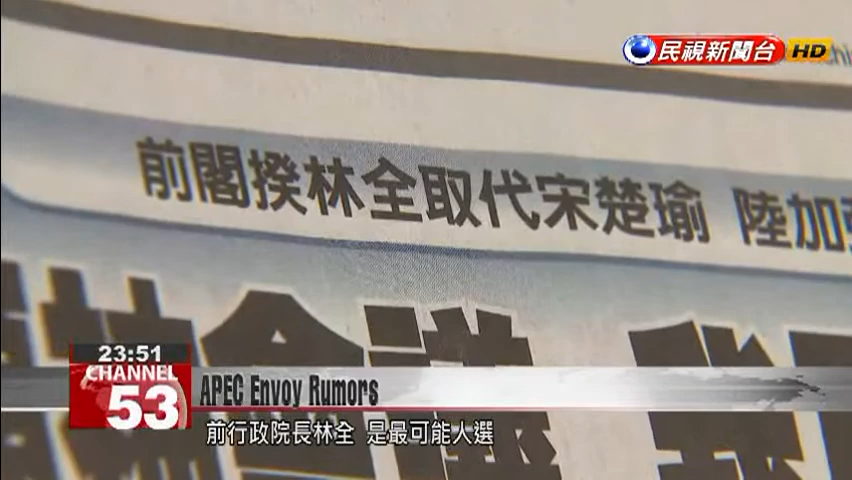 民視新聞台 HD
前閣揆林全取代宋楚瑜 陸加
會談
23:51
CHANNEL
53
APEC Envoy Rumors
前行政院長林全 是最可能人選